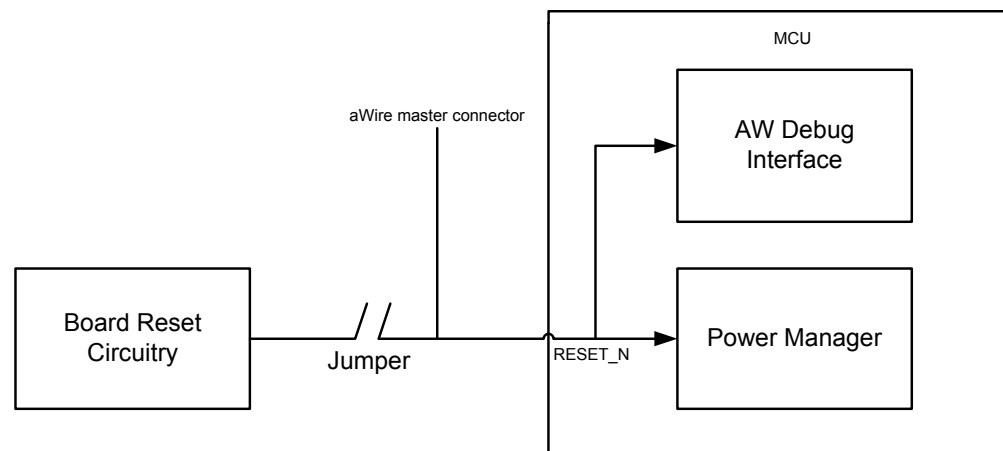 MCU
aWire master connector
AW Debug
Interface
Board Reset
Circuitry
Jumper
RESET_N
Power Manager